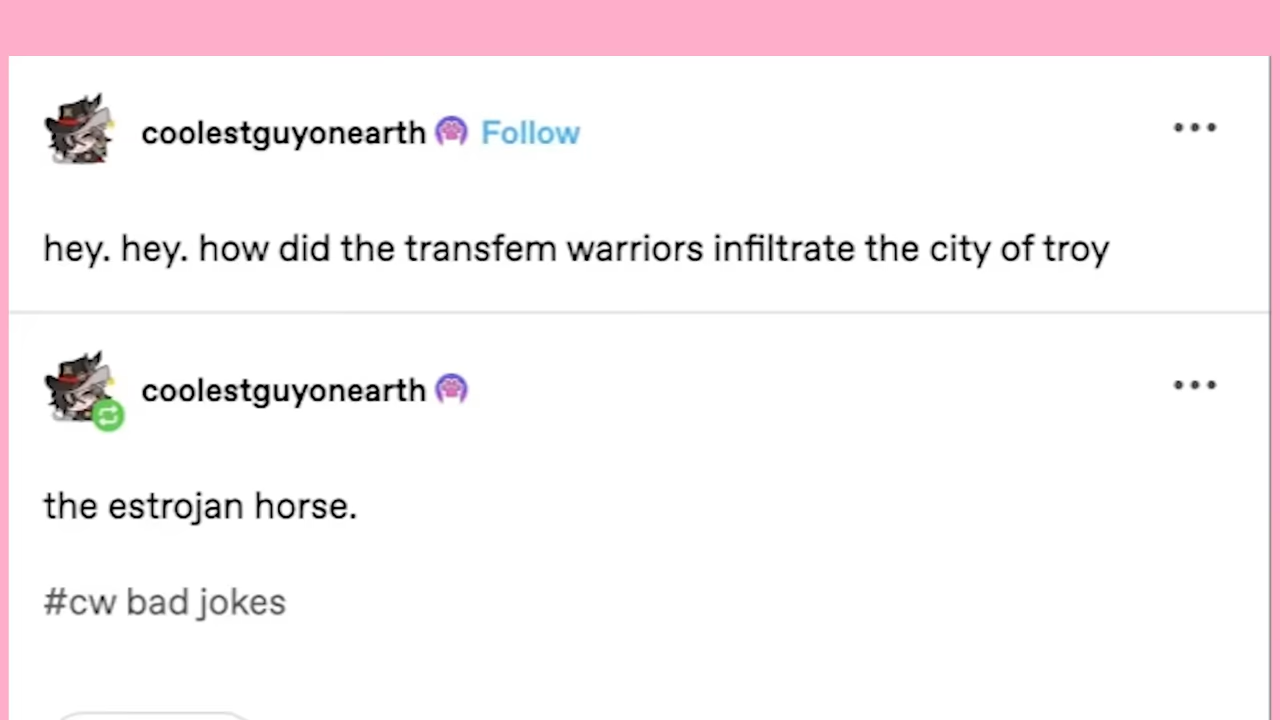 coolestguyonearth Follow
hey. hey. how did the transfem warriors infiltrate the city of troy
coolestguyonearth
the estrojan horse.
#cw bad jokes